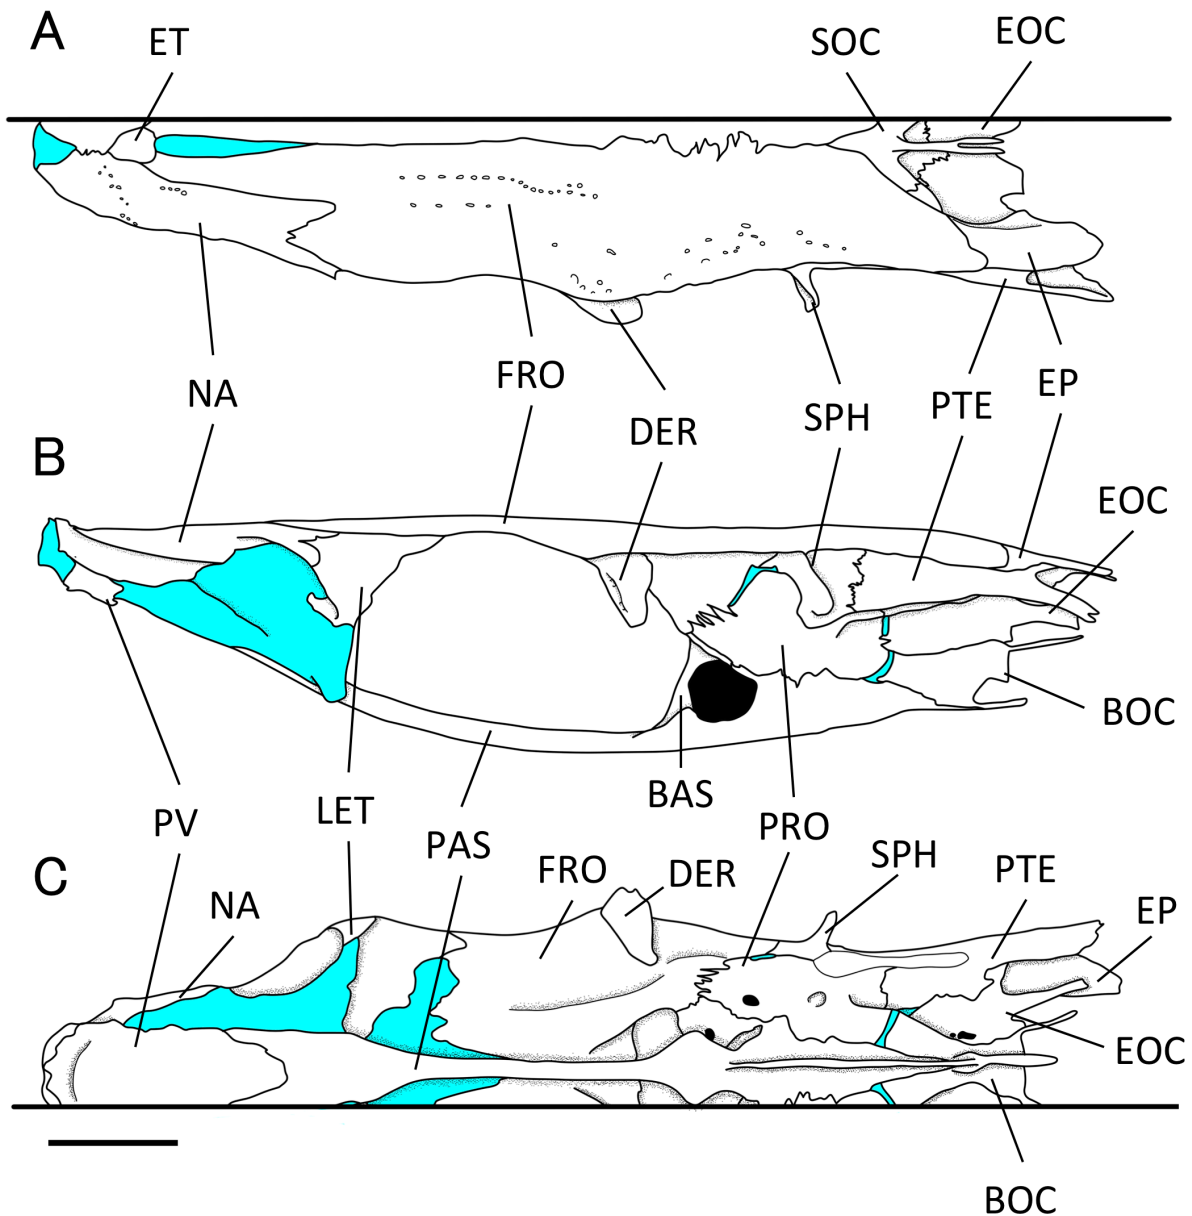 A
ET
SOC
EOC
NA
FRO
DER
SPH
PTE
EP
B
EOC
BOC
PV
LET
PAS
BAS
PRO
C
NA
FRO
DER
SPH
PTE
EP
EOC
BOC